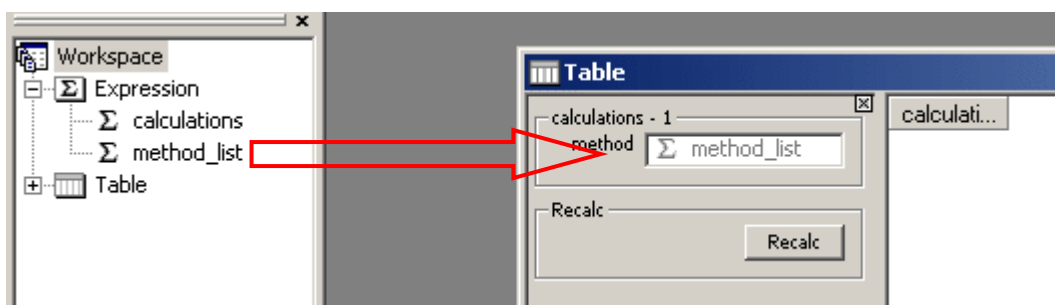 Workspace
Expression
Σ calculations
Σ method_list
Table
Table
calculations - 1
method Σ method_list
Recalc
Recalc
calculati...